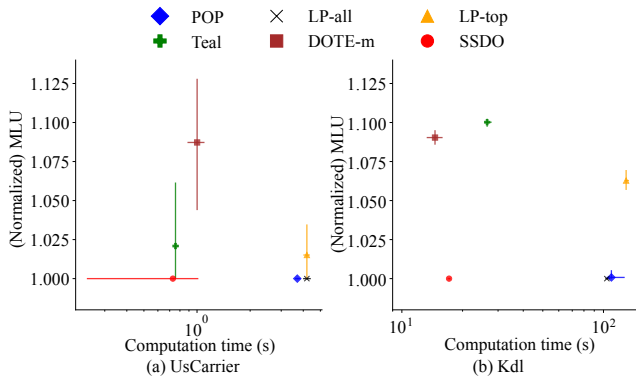 POP LP-all LP-top
Teal DOTE-m SSDO
(Normalized) MLU
1.125
1.100
1.075
1.050
1.025
1.000
10^0
Computation time (s)
(a) UsCarrier
(Normalized) MLU
1.125
1.100
1.075
1.050
1.025
1.000
10^1 10^2
Computation time (s)
(b) Kdl